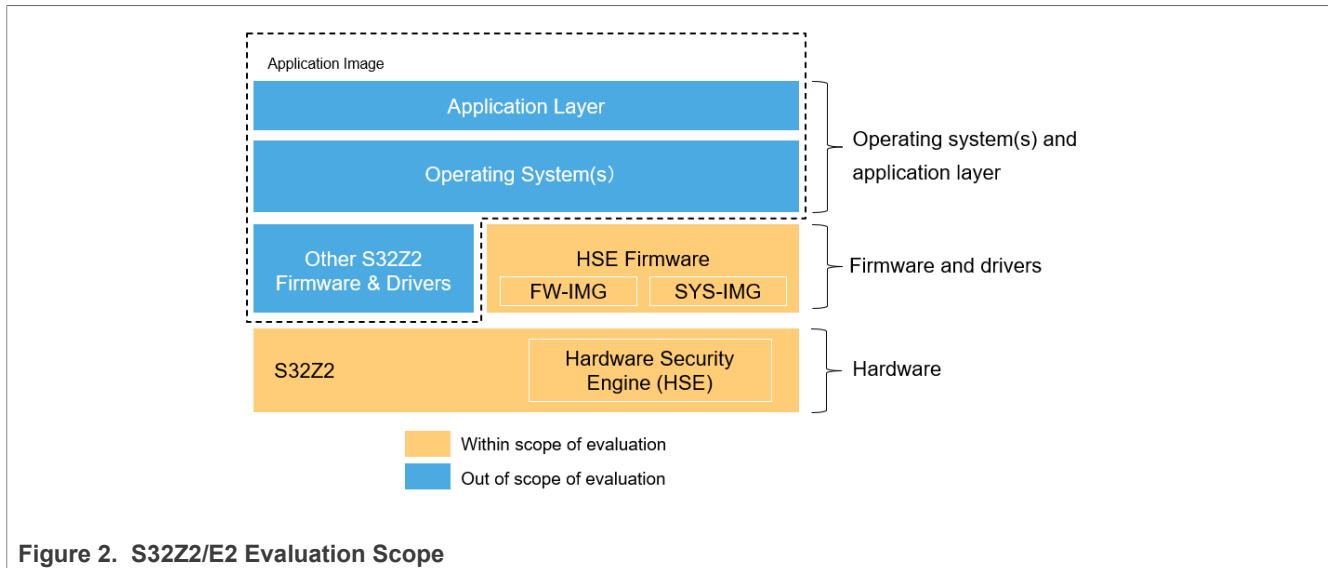 Application Image
Application Layer
Operating System(s)
Operating system(s) and
application layer
Other S32Z2
Firmware & Drivers
HSE Firmware
FW-IMG
SYS-IMG
Firmware and drivers
S32Z2
Hardware Security
Engine (HSE)
Hardware
Within scope of evaluation
Out of scope of evaluation
Figure 2. S32Z2/E2 Evaluation Scope